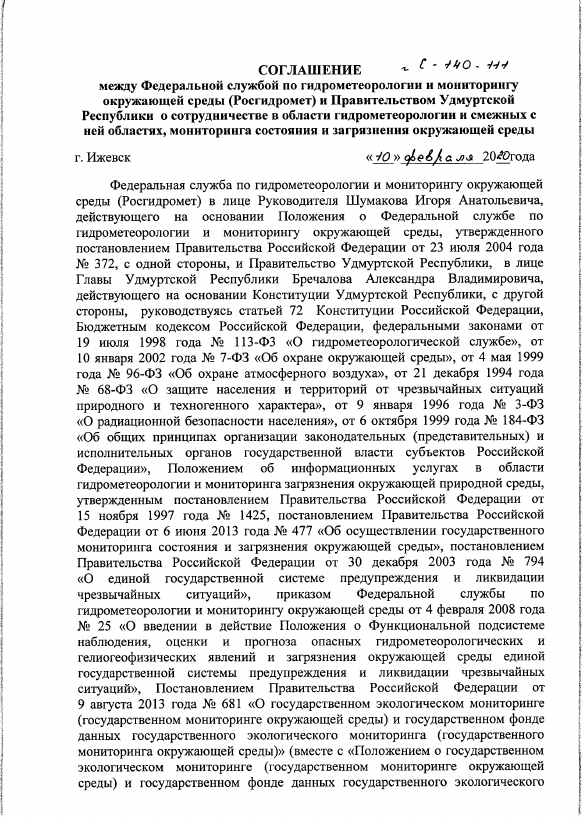 СОГЛАШЕНИЕ С-140-111
между Федеральной службой по гидрометеорологии и мониторингу
окружающей среды (Росгидромет) и Правительством Удмуртской
Республики о сотрудничестве в области гидрометеорологии и смежных с
ней областях, мониторинга состояния и загрязнения окружающей среды
г. Ижевск «10» февраля 2020года
Федеральная служба по гидрометеорологии и мониторингу окружающей
среды (Росгидромет) в лице Руководителя Шумакова Игоря Анатольевича,
действующего на основании Положения о Федеральной службе по
гидрометеорологии и мониторингу окружающей среды, утвержденного
постановлением Правительства Российской Федерации от 23 июля 2004 года
№ 372, с одной стороны, и Правительство Удмуртской Республики, в лице
Главы Удмуртской Республики Бречалова Александра Владимировича,
действующего на основании Конституции Удмуртской Республики, с другой
стороны, руководствуясь статьей 72 Конституции Российской Федерации,
Бюджетным кодексом Российской Федерации, федеральными законами от
19 июля 1998 года № 113-ФЗ «О гидрометеорологической службе», от
10 января 2002 года № 7-ФЗ «Об охране окружающей среды», от 4 мая 1999
года № 96-ФЗ «Об охране атмосферного воздуха», от 21 декабря 1994 года
№ 68-ФЗ «О защите населения и территорий от чрезвычайных ситуаций
природного и техногенного характера», от 9 января 1996 года № 3-ФЗ
«О радиационной безопасности населения», от 6 октября 1999 года № 184-ФЗ
«Об общих принципах организации законодательных (представительных) и
исполнительных органов государственной власти субъектов Российской
Федерации», Положением об информационных услугах в области
гидрометеорологии и мониторинга загрязнения окружающей природной среды,
утвержденным постановлением Правительства Российской Федерации от
15 ноября 1997 года № 1425, постановлением Правительства Российской
Федерации от 6 июня 2013 года № 477 «Об осуществлении государственного
мониторинга состояния и загрязнения окружающей среды», постановлением
Правительства Российской Федерации от 30 декабря 2003 года № 794
«О единой государственной системе предупреждения и ликвидации
чрезвычайных ситуаций», приказом Федеральной службы по
гидрометеорологии и мониторингу окружающей среды от 4 февраля 2008 года
№ 25 «О введении в действие Положения о Функциональной подсистеме
наблюдения, оценки и прогноза опасных гидрометеорологических и
гелиогеофизических явлений и загрязнения окружающей среды единой
государственной системы предупреждения и ликвидации чрезвычайных
ситуаций», Постановлением Правительства Российской Федерации от
9 августа 2013 года № 681 «О государственном экологическом мониторинге
(государственном мониторинге окружающей среды) и государственном фонде
данных государственного экологического мониторинга (государственного
мониторинга окружающей среды)» (вместе с «Положением о государственном
экологическом мониторинге (государственном мониторинге окружающей
среды) и государственном фонде данных государственного экологического